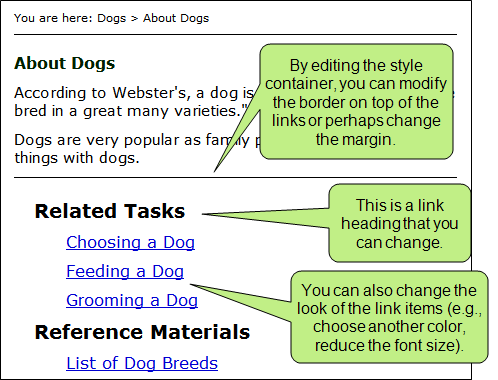 You are here: Dogs > About Dogs
About Dogs
According to Webster's, a dog is
bred in a great many varieties."
Dogs are very popular as family
things with dogs.
By editing the style
container, you can modify
the border on top of the
links or perhaps change
the margin.
Related Tasks
This is a link
heading that you
can change.
Choosing a Dog
Feeding a Dog
Grooming a Dog
You can also change the
look of the link items (e.g.,
choose another color,
reduce the font size).
Reference Materials
List of Dog Breeds